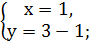 x = 1,
y = 3 − 1;